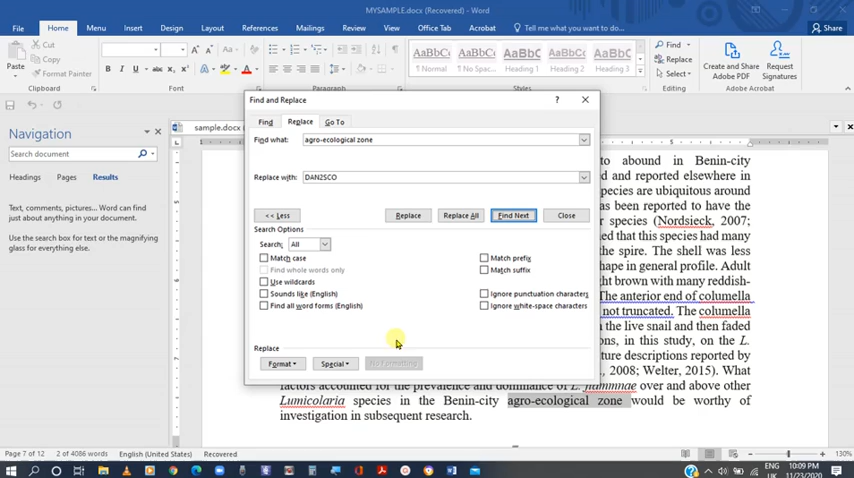 MYSAMPLE.docx (Recovered) - Word
File Home Menu Insert Design Layout References Mailings Review View Office Tab Acrobat Tell me what you want to do... Share
Cut
Copy
Format Painter
Paste
B I U abc x₂ x²
AaBbCc AaBbCc AaBbC AaBbCc AaBbC
¶ Normal ¶ No Spac... Heading 1 Heading 2 Heading 3
Find
Replace
Select
Create and Share Adobe PDF
Request Signatures
Navigation
Search document
Headings Pages Results
Text, comments, pictures... Word can find just about anything in your document.
Use the search box for text or the magnifying glass for everything else.
sample.docx
Find and Replace
Find Replace Go To
Find what: agro-ecological zone
Replace with: DAN2SCO
<< Less Replace Replace All Find Next Close
Search Options
Search: All
Match case
Find whole words only
Use wildcards
Sounds like (English)
Find all word forms (English)
Match prefix
Match suffix
Ignore punctuation characters
Ignore white-space characters
Replace
Format Special No Formatting
to abound in Benin-city
and reported elsewhere in
species are ubiquitous around
has been reported to have the
r species (Nordsieck, 2007;
ed that this species had many
n the spire. The shell was less
shape in general profile. Adult
ght brown with many reddish-
The anterior end of columella
not truncated. The columella
n the live snail and then faded
ons, in this study, on the L.
ture descriptions reported by
., 2008; Welter, 2015). What
factors accounted for the prevalence and dominance of L. flammnae over and above other
Lumicolaria species in the Benin-city agro-ecological zone would be worthy of
investigation in subsequent research.
Page 7 of 12 2 of 4086 words English (United States) Recovered
130%
ENG
UK
10:09 PM
11/23/2020